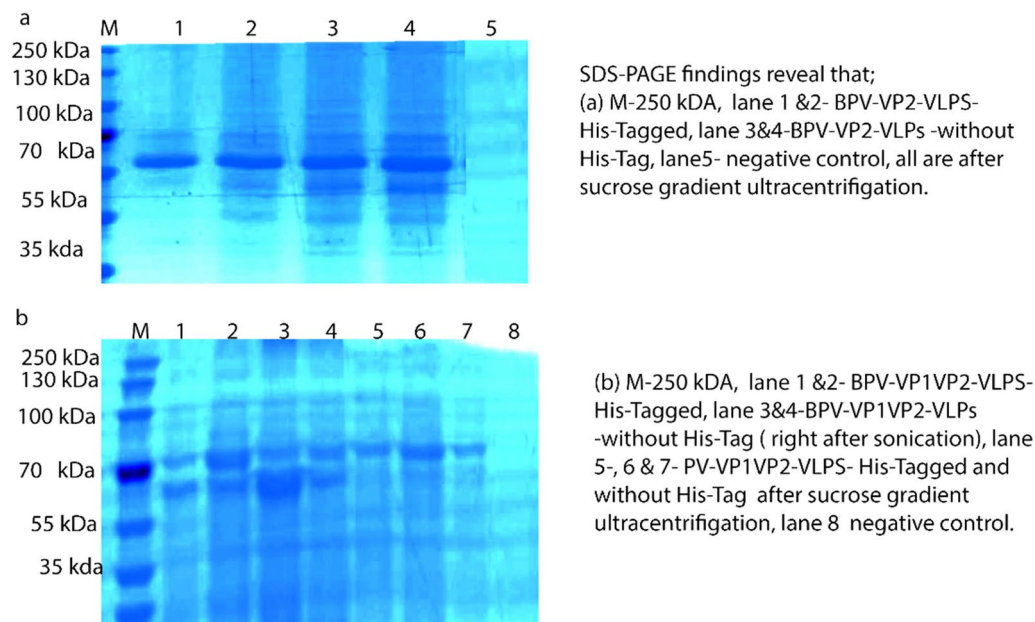 a
M 1 2 3 4 5
250 kDa
130 kDa
100 kDa
70 kDa
55 kDa
35 kda
SDS-PAGE findings reveal that;
(a) M-250 kDA, lane 1 &2- BPV-VP2-VLPS-
His-Tagged, lane 3&4-BPV-VP2-VLPs -without
His-Tag, lane5- negative control, all are after
sucrose gradient ultracentrifigation.
b
M 1 2 3 4 5 6 7 8
250 kDa
130 kDa
100 kDa
70 kDa
55 kDa
35 kda
(b) M-250 kDA, lane 1 &2- BPV-VP1VP2-VLPS-
His-Tagged, lane 3&4-BPV-VP1VP2-VLPs
-without His-Tag ( right after sonication), lane
5-, 6 & 7- PV-VP1VP2-VLPS- His-Tagged and
without His-Tag after sucrose gradient
ultracentrifigation, lane 8 negative control.